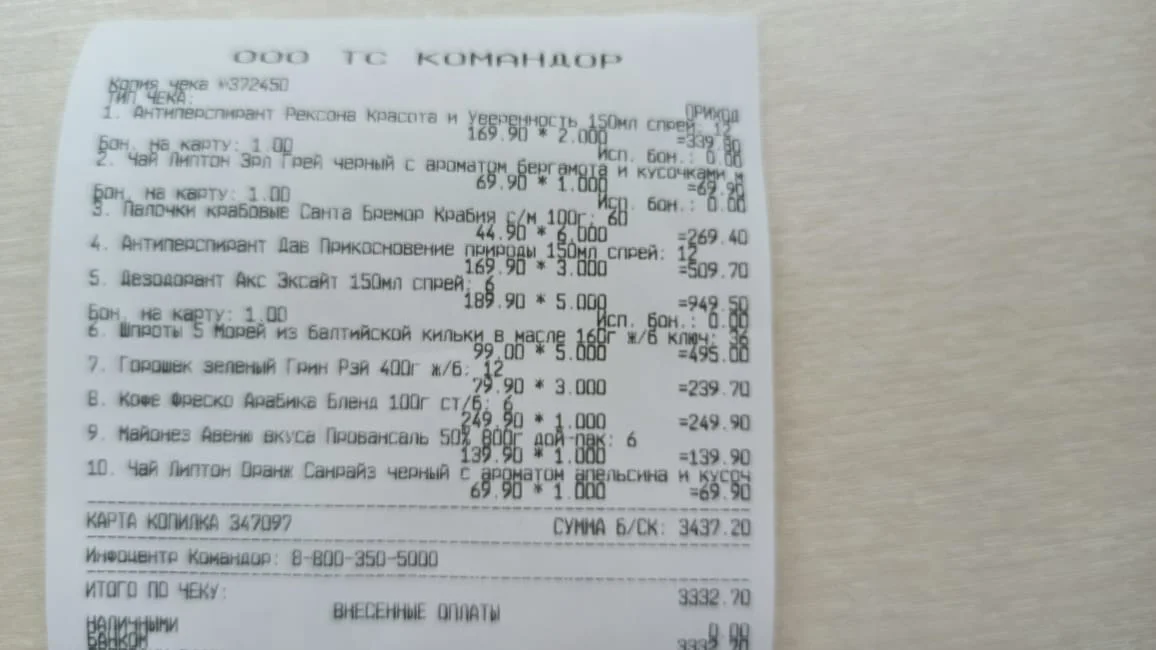 ООО ТС КОМАНДОР
Копия чека №372450
ТИП ЧЕКА: ПРИХОД
1. Антиперспирант Рексона Красота и Уверенность 150мл спрей: 12
169.90 * 2.000 =339.80
Бон. на карту: 1.00 Исп. бон.: 0.00
2. Чай Липтон Эрл Грей черный с ароматом бергамота и кусочками м
69.90 * 1.000 =69.90
Бон. на карту: 1.00 Исп. бон.: 0.00
3. Палочки крабовые Санта Бремор Крабия с/м 100г: 60
44.90 * 6.000 =269.40
4. Антиперспирант Дав Прикосновение природы 150мл спрей: 12
169.90 * 3.000 =509.70
5. Дезодорант Акс Эксайт 150мл спрей: 6
189.90 * 5.000 =949.50
Бон. на карту: 1.00 Исп. бон.: 0.00
6. Шпроты 5 Морей из балтийской кильки в масле 160г ж/б ключ: 36
99.00 * 5.000 =495.00
7. Горошек зеленый Грин Рэй 400г ж/б: 12
79.90 * 3.000 =239.70
8. Кофе Фреско Арабика Бленд 100г ст/б: 6
249.90 * 1.000 =249.90
9. Майонез Авеню вкуса Провансаль 50% 800г дой-пак: 6
139.90 * 1.000 =139.90
10. Чай Липтон Оранж Санрайз черный с ароматом апельсина и кусоч
69.90 * 1.000 =69.90
КАРТА КОПИЛКА 347097 СУММА Б/СК: 3437.20
Инфоцентр Командор: 8-800-350-5000
ИТОГО ПО ЧЕКУ: 3332.70
ВНЕСЕННЫЕ ОПЛАТЫ
НАЛИЧНЫМИ 0.00
БАНКОМ 3332.70